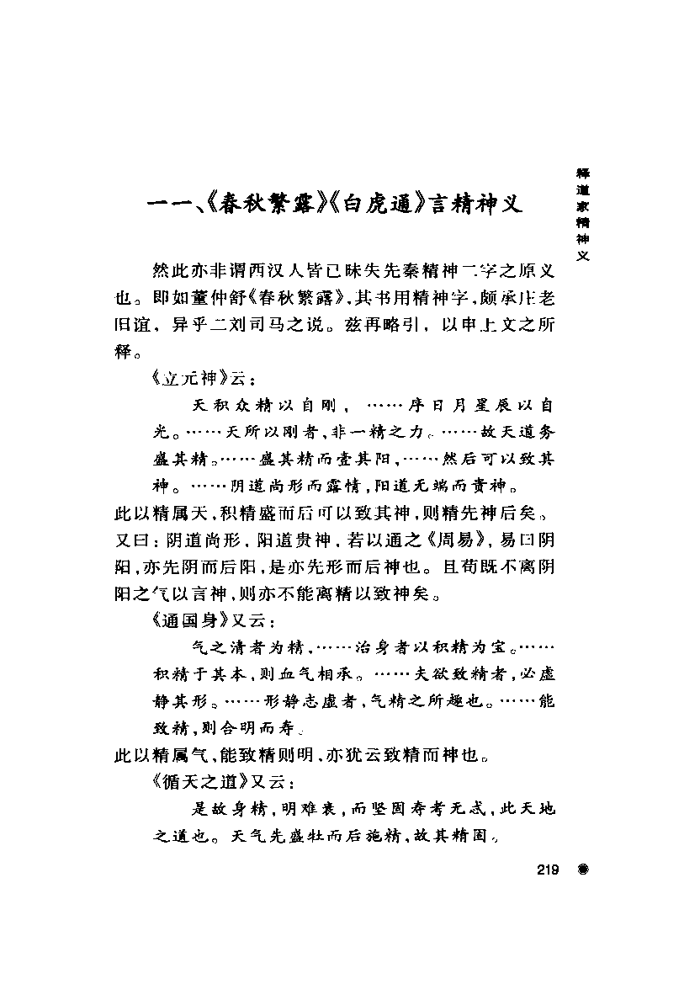 释道家精神义
一一、《春秋繁露》《白虎通》言精神义
然此亦非谓西汉人皆已昧失先秦精神二字之原义
也。即如董仲舒《春秋繁露》,其书用精神字,颇承庄老
旧谊，异乎二刘司马之说。兹再略引，以申上文之所
释。
《立元神》云：
天积众精以自刚，……序日月星辰以自
光。……天所以刚者,非一精之力。……故天道务
盛其精。……盛其精而壹其阳,……然后可以致其
神。……阴道尚形而露情,阳道无端而贵神。
此以精属天,积精盛而后可以致其神,则精先神后矣。
又曰：阴道尚形，阳道贵神，若以通之《周易》，易曰阴
阳,亦先阴而后阳,是亦先形而后神也。且苟既不离阴
阳之气以言神,则亦不能离精以致神矣。
《通国身》又云：
气之清者为精,……治身者以积精为宝。……
积精于其本,则血气相承。……夫欲致精者,必虚
静其形。……形静志虚者,气精之所趣也。……能
致精,则合明而寿。
此以精属气,能致精则明,亦犹云致精而神也。
《循天之道》又云：
是故身精,明难衰,而坚固寿考无忒,此天地
之道也。天气先盛牡而后施精,故其精固。
219